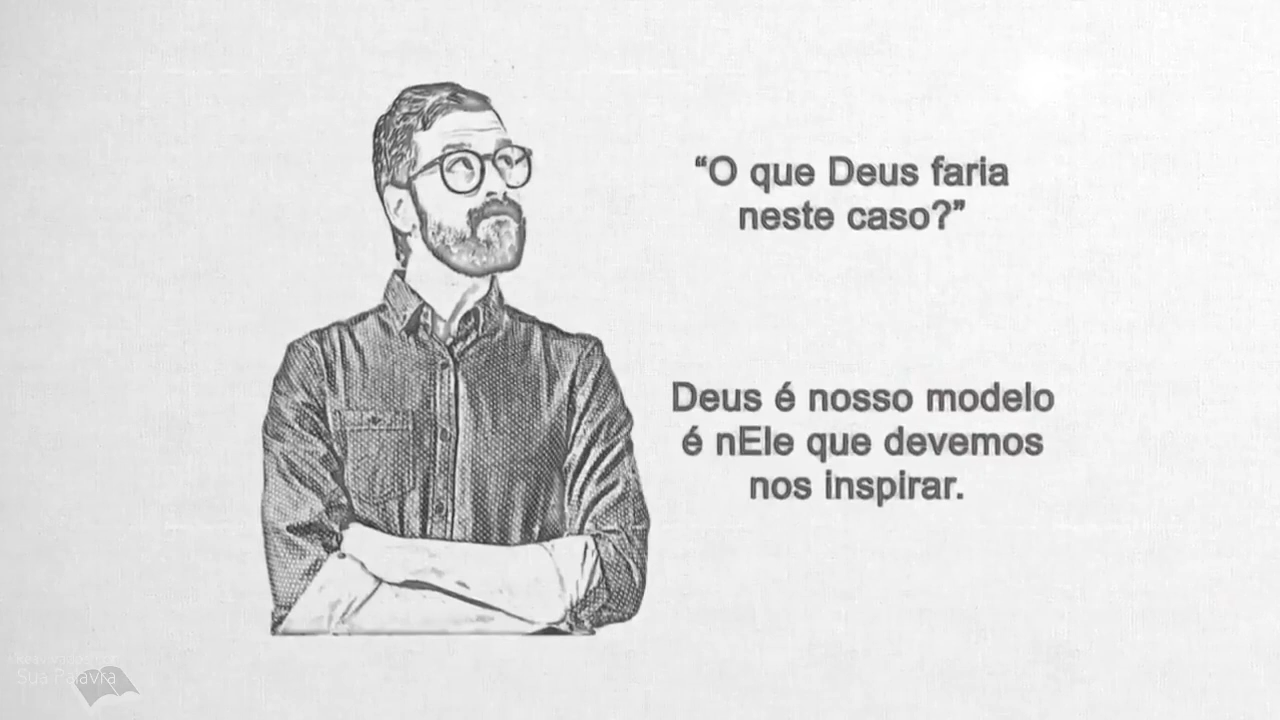 “O que Deus faria
neste caso?”
Deus é nosso modelo
é nEle que devemos
nos inspirar.
Sua Palavra